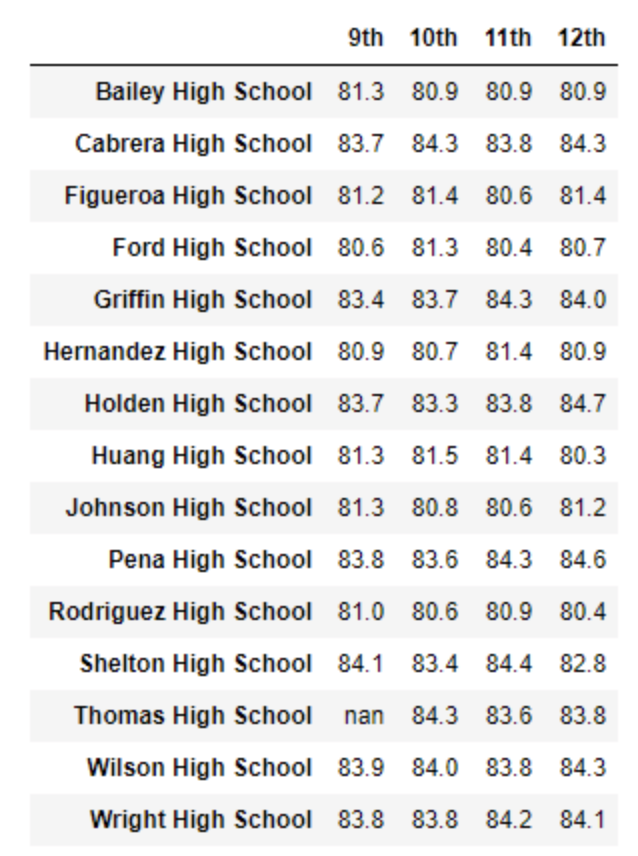 9th 10th 11th 12th
Bailey High School 81.3 80.9 80.9 80.9
Cabrera High School 83.7 84.3 83.8 84.3
Figueroa High School 81.2 81.4 80.6 81.4
Ford High School 80.6 81.3 80.4 80.7
Griffin High School 83.4 83.7 84.3 84.0
Hernandez High School 80.9 80.7 81.4 80.9
Holden High School 83.7 83.3 83.8 84.7
Huang High School 81.3 81.5 81.4 80.3
Johnson High School 81.3 80.8 80.6 81.2
Pena High School 83.8 83.6 84.3 84.6
Rodriguez High School 81.0 80.6 80.9 80.4
Shelton High School 84.1 83.4 84.4 82.8
Thomas High School nan 84.3 83.6 83.8
Wilson High School 83.9 84.0 83.8 84.3
Wright High School 83.8 83.8 84.2 84.1